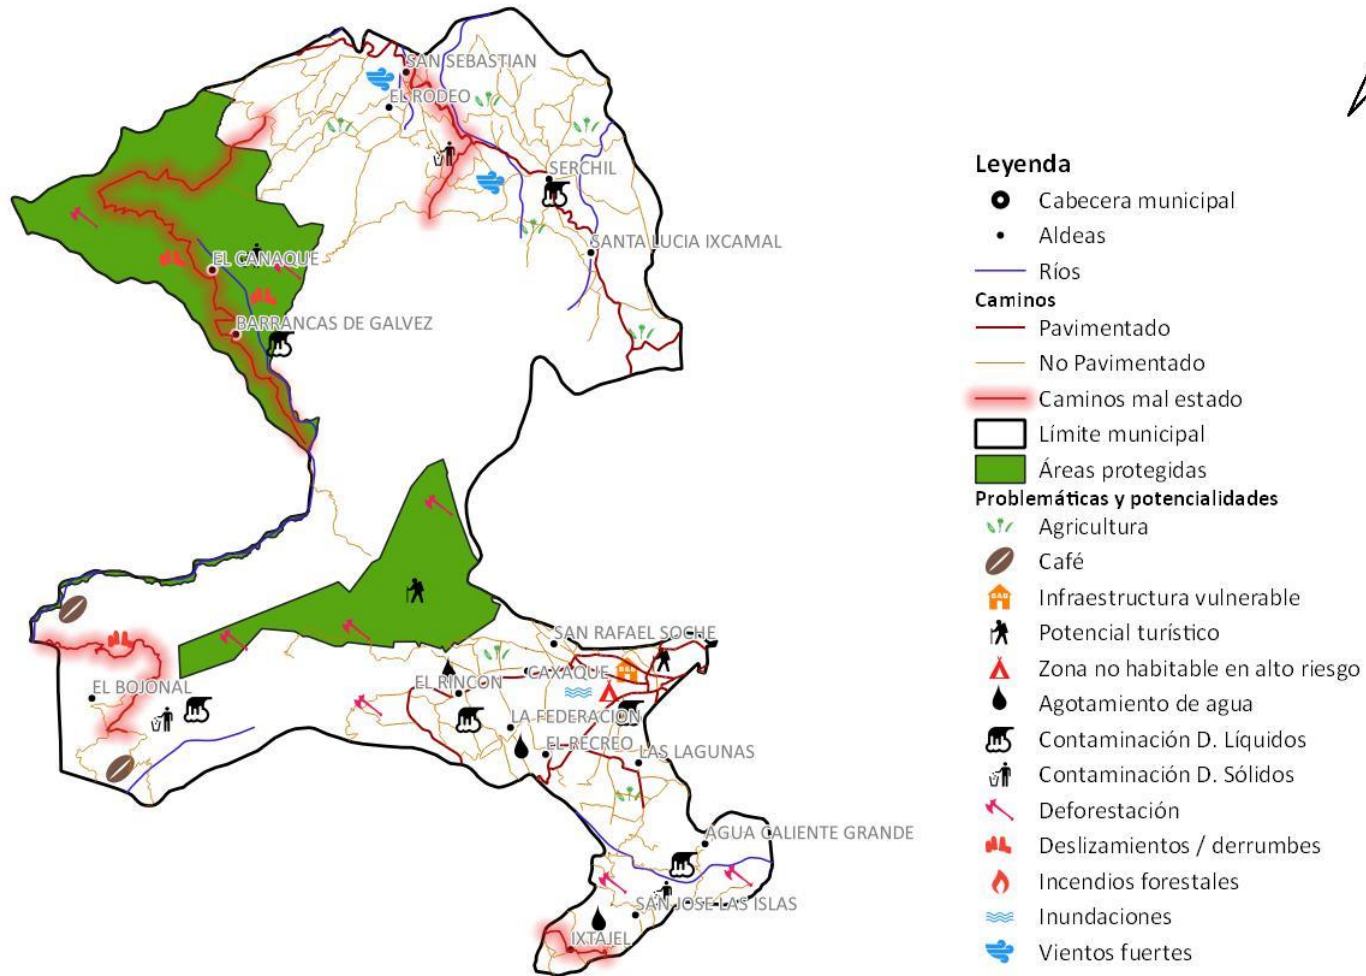 SAN SEBASTIAN
EL RODEO
SERCHIL
SANTA LUCIA IXCAMAL
EL CANAQUE
BARRANCAS DE GALVEZ
SAN RAFAEL SOCHE
CAXAQUE
EL RINCON
EL BOJONAL
LA FEDERACION
EL RECREO
LAS LAGUNAS
AGUA CALIENTE GRANDE
SAN JOSE LAS ISLAS
IXTAJEL
Leyenda
Cabecera municipal
Aldeas
Ríos
Caminos
Pavimentado
No Pavimentado
Caminos mal estado
Límite municipal
Áreas protegidas
Problemáticas y potencialidades
Agricultura
Café
Infraestructura vulnerable
Potencial turístico
Zona no habitable en alto riesgo
Agotamiento de agua
Contaminación D. Líquidos
Contaminación D. Sólidos
Deforestación
Deslizamientos / derrumbes
Incendios forestales
Inundaciones
Vientos fuertes